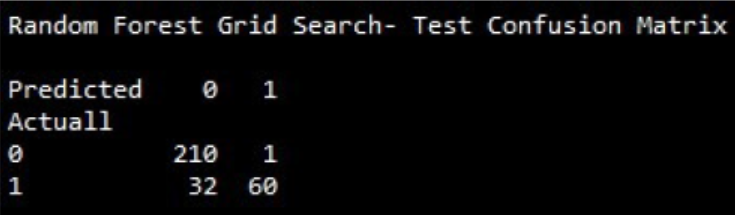 Random Forest Grid Search- Test Confusion Matrix
Predicted 0 1
Actuall
0 210 1
1 32 60